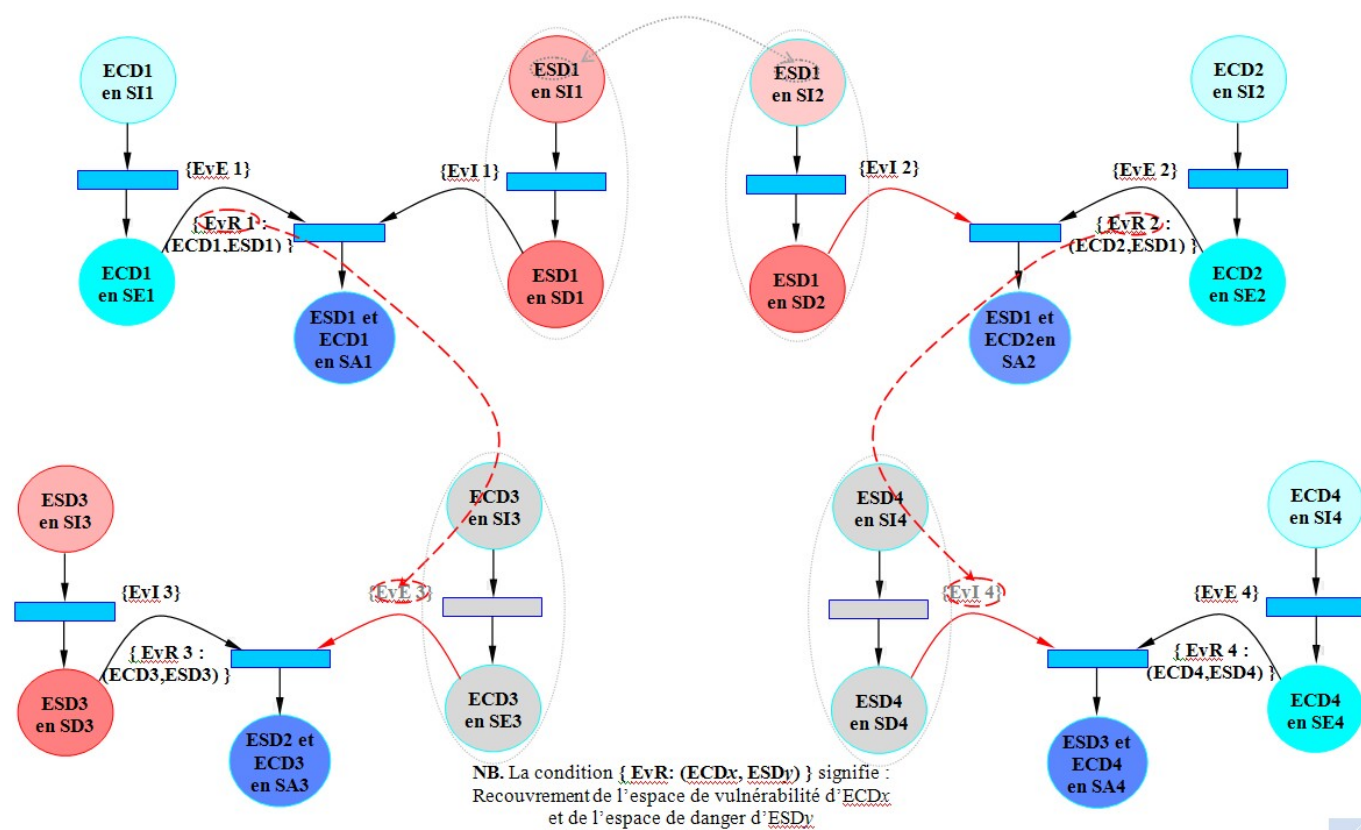 ECD1
en SI1
ESD1
en SI1
ESD1
en SI2
ECD2
en SI2
{EvE 1}
{EvI 1}
{EvI 2}
{EvE 2}
{ EvR 1 :
(ECD1,ESD1) }
{ EvR 2 :
(ECD2,ESD1) }
ECD1
en SE1
ESD1
en SD1
ESD1
en SD2
ECD2
en SE2
ESD1 et
ECD1
en SA1
ESD1 et
ECD2 en
SA2
ESD3
en SI3
ECD3
en SI3
ESD4
en SI4
ECD4
en SI4
{EvI 3}
{EvE 3}
{EvI 4}
{EvE 4}
{ EvR 3 :
(ECD3,ESD3) }
{ EvR 4 :
(ECD4,ESD4) }
ESD3
en SD3
ECD3
en SE3
ESD4
en SD4
ECD4
en SE4
ESD2 et
ECD3
en SA3
ESD3 et
ECD4
en SA4
NB. La condition { EvR: (ECDx, ESDy) } signifie :
Recouvrement de l’espace de vulnérabilité d’ECDx
et de l’espace de danger d’ESDy